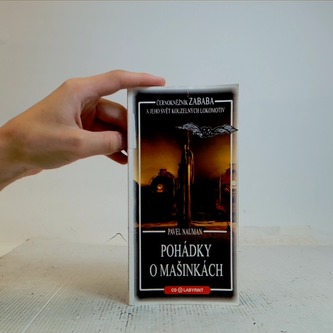 ČERNOKNĚŽNÍK ZABABA
A JEHO SVĚT KOUZELNÝCH LOKOMOTIV
PAVEL NAUMAN
POHÁDKY
O MAŠINKÁCH
CD LABYRINT